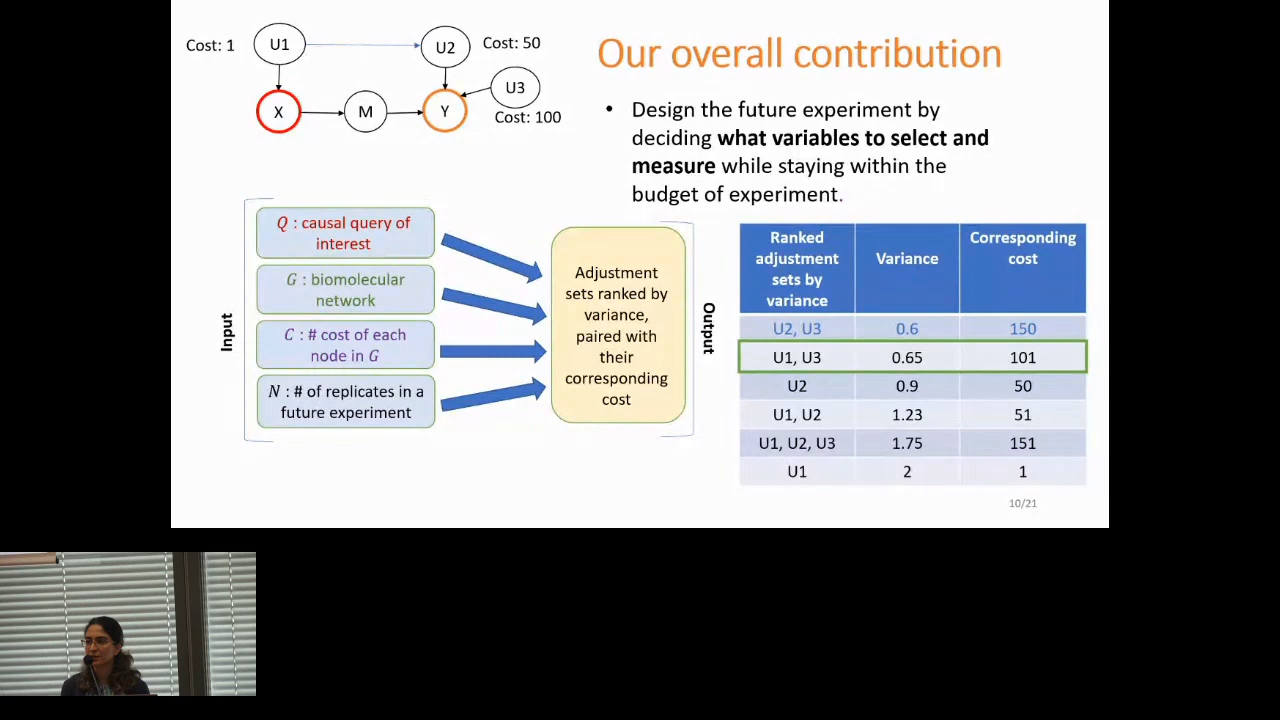 Cost: 1
U1
U2
Cost: 50
U3
Cost: 100
X
M
Y
Our overall contribution
• Design the future experiment by
deciding what variables to select and
measure while staying within the
budget of experiment.
Input
Q : causal query of
interest
G : biomolecular
network
C : # cost of each
node in G
N : # of replicates in a
future experiment
Adjustment
sets ranked by
variance,
paired with
their
corresponding
cost
Output
Ranked
adjustment
sets by
variance
Variance
Corresponding
cost
U2, U3 0.6 150
U1, U3 0.65 101
U2 0.9 50
U1, U2 1.23 51
U1, U2, U3 1.75 151
U1 2 1
10/21